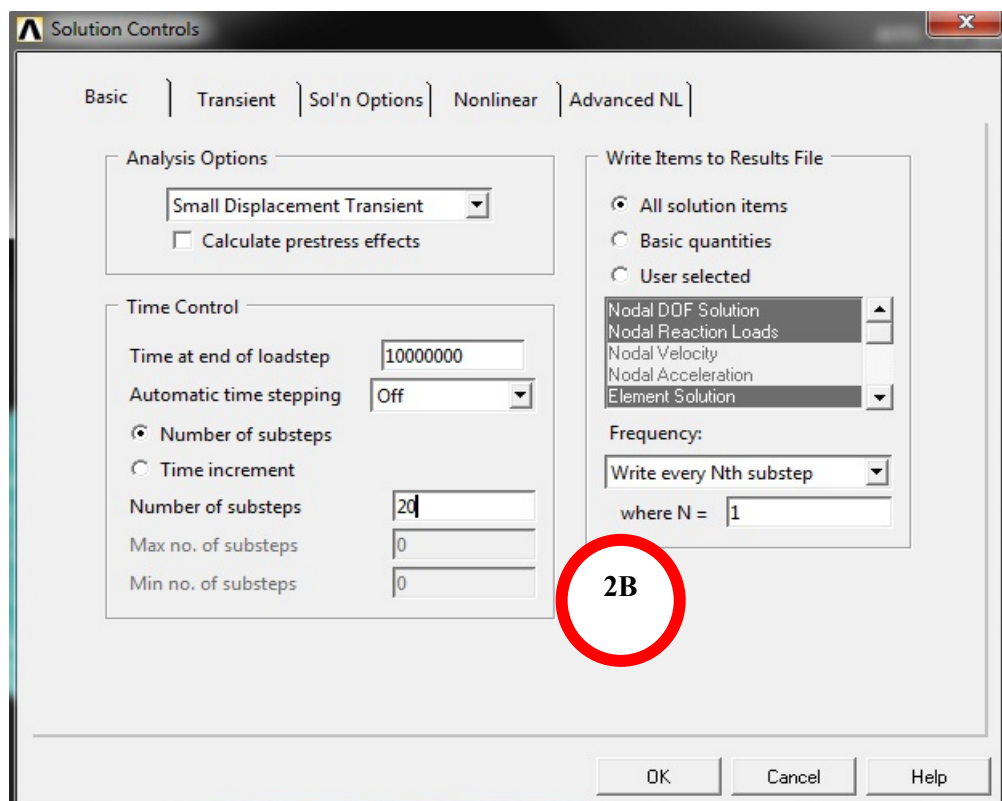 Solution Controls
Basic
Transient
Sol'n Options
Nonlinear
Advanced NL
Analysis Options
Small Displacement Transient
Calculate prestress effects
Time Control
Time at end of loadstep 10000000
Automatic time stepping Off
Number of substeps
Time increment
Number of substeps 20
Max no. of substeps 0
Min no. of substeps 0
Write Items to Results File
All solution items
Basic quantities
User selected
Nodal DOF Solution
Nodal Reaction Loads
Nodal Velocity
Nodal Acceleration
Element Solution
Frequency:
Write every Nth substep
where N = 1
2B
OK
Cancel
Help